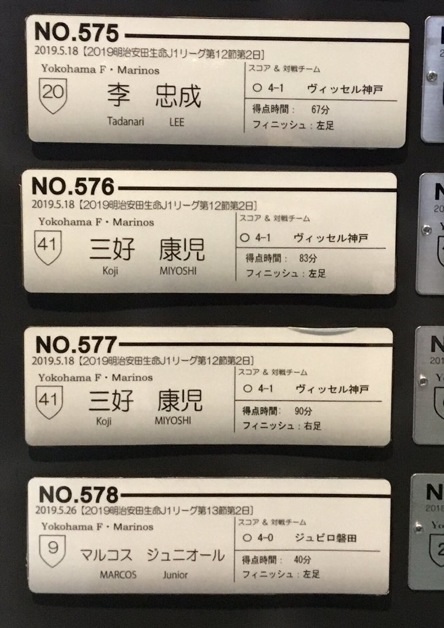 NO.575
2019.5.18【2019明治安田生命J1リーグ第12節第2日】
Yokohama F・Marinos
20
李 忠成
Tadanari LEE
スコア & 対戦チーム
○ 4-1 ヴィッセル神戸
得点時間: 67分
フィニッシュ:左足
NO.576
2019.5.18【2019明治安田生命J1リーグ第12節第2日】
Yokohama F・Marinos
41
三好 康児
Koji MIYOSHI
スコア & 対戦チーム
○ 4-1 ヴィッセル神戸
得点時間: 83分
フィニッシュ:左足
NO.577
2019.5.18【2019明治安田生命J1リーグ第12節第2日】
Yokohama F・Marinos
41
三好 康児
Koji MIYOSHI
スコア & 対戦チーム
○ 4-1 ヴィッセル神戸
得点時間: 90分
フィニッシュ:右足
NO.578
2019.5.26【2019明治安田生命J1リーグ第13節第2日】
Yokohama F・Marinos
9
マルコス ジュニオール
MARCOS Junior
スコア & 対戦チーム
○ 4-0 ジュビロ磐田
得点時間: 40分
フィニッシュ:左足